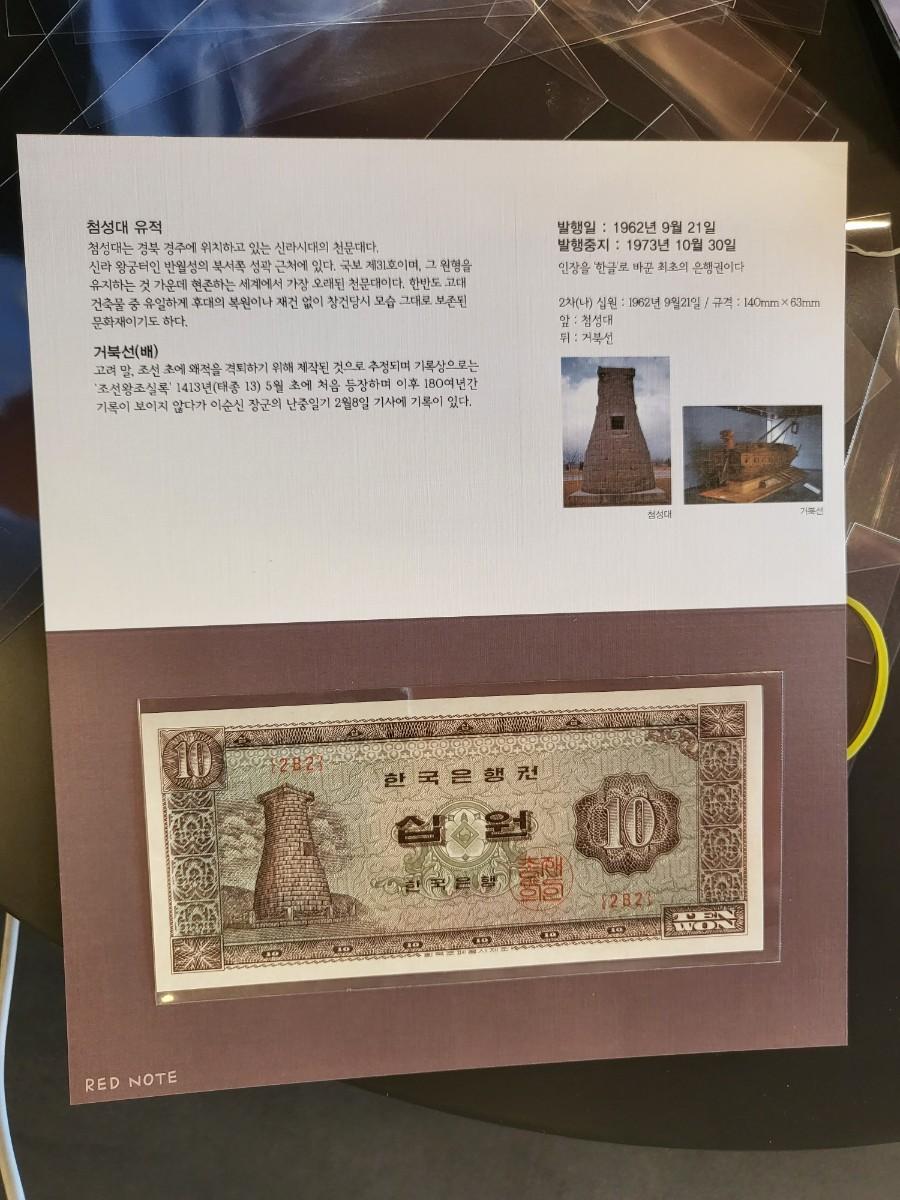 첨성대 유적
첨성대는 경북 경주에 위치하고 있는 신라시대의 천문대다.
신라 왕궁터인 반월성의 북서쪽 성곽 근처에 있다. 국보 제31호이며, 그 원형을
유지하는 것 가운데 현존하는 세계에서 가장 오래된 천문대이다. 한반도 고대
건축물 중 유일하게 후대의 복원이나 재건 없이 창건당시 모습 그대로 보존된
문화재이기도 하다.
거북선(배)
고려 말, 조선 초에 왜적을 격퇴하기 위해 제작된 것으로 추정되며 기록상으로는
'조선왕조실록' 1413년(태종 13) 5월 초에 처음 등장하며 이후 180여년간
기록이 보이지 않다가 이순신 장군의 난중일기 2월8일 기사에 기록이 있다.
발행일 : 1962년 9월 21일
발행중지 : 1973년 10월 30일
인장을 '한글'로 바꾼 최초의 은행권이다
2차(나) 십원 : 1962년 9월21일 / 규격 : 140mm×63mm
앞 : 첨성대
뒤 : 거북선
첨성대
거북선
10
{2B2}
한국은행권
십원
10
한국은행
총재의인
{2B2}
TEN
WON
10 10 10 10 10 10
RED NOTE